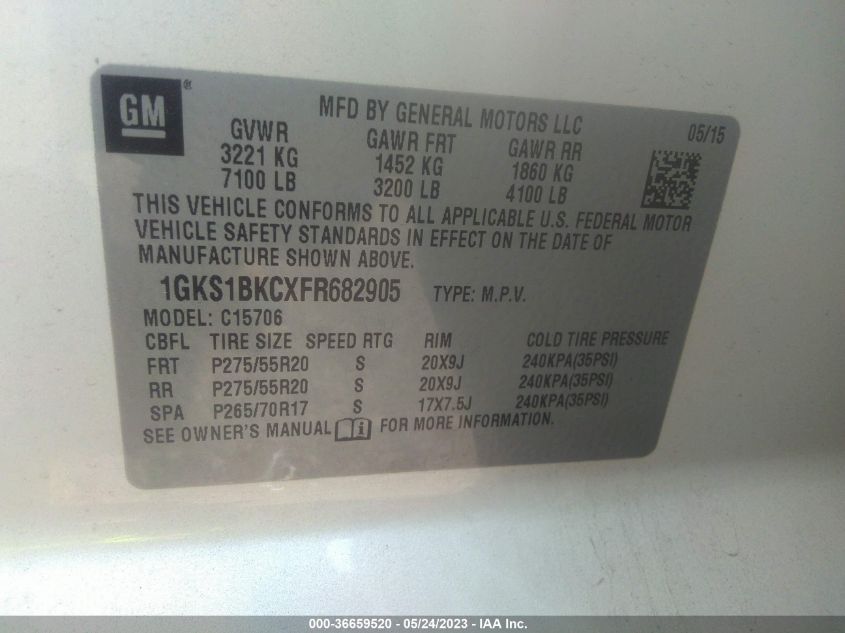 GM®
MFD BY GENERAL MOTORS LLC 05/15
GVWR GAWR FRT GAWR RR
3221 KG 1452 KG 1860 KG
7100 LB 3200 LB 4100 LB
THIS VEHICLE CONFORMS TO ALL APPLICABLE U.S. FEDERAL MOTOR
VEHICLE SAFETY STANDARDS IN EFFECT ON THE DATE OF
MANUFACTURE SHOWN ABOVE.
1GKS1BKCXFR682905 TYPE: M.P.V.
MODEL: C15706
CBFL TIRE SIZE SPEED RTG RIM COLD TIRE PRESSURE
FRT P275/55R20 S 20X9J 240KPA(35PSI)
RR P275/55R20 S 20X9J 240KPA(35PSI)
SPA P265/70R17 S 17X7.5J 240KPA(35PSI)
SEE OWNER'S MANUAL i FOR MORE INFORMATION.
000-36659520 - 05/24/2023 - IAA Inc.